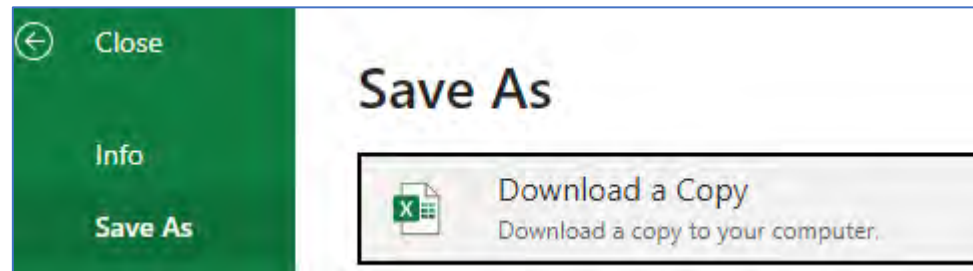 Close
Info
Save As
Save As
Download a Copy
Download a copy to your computer.